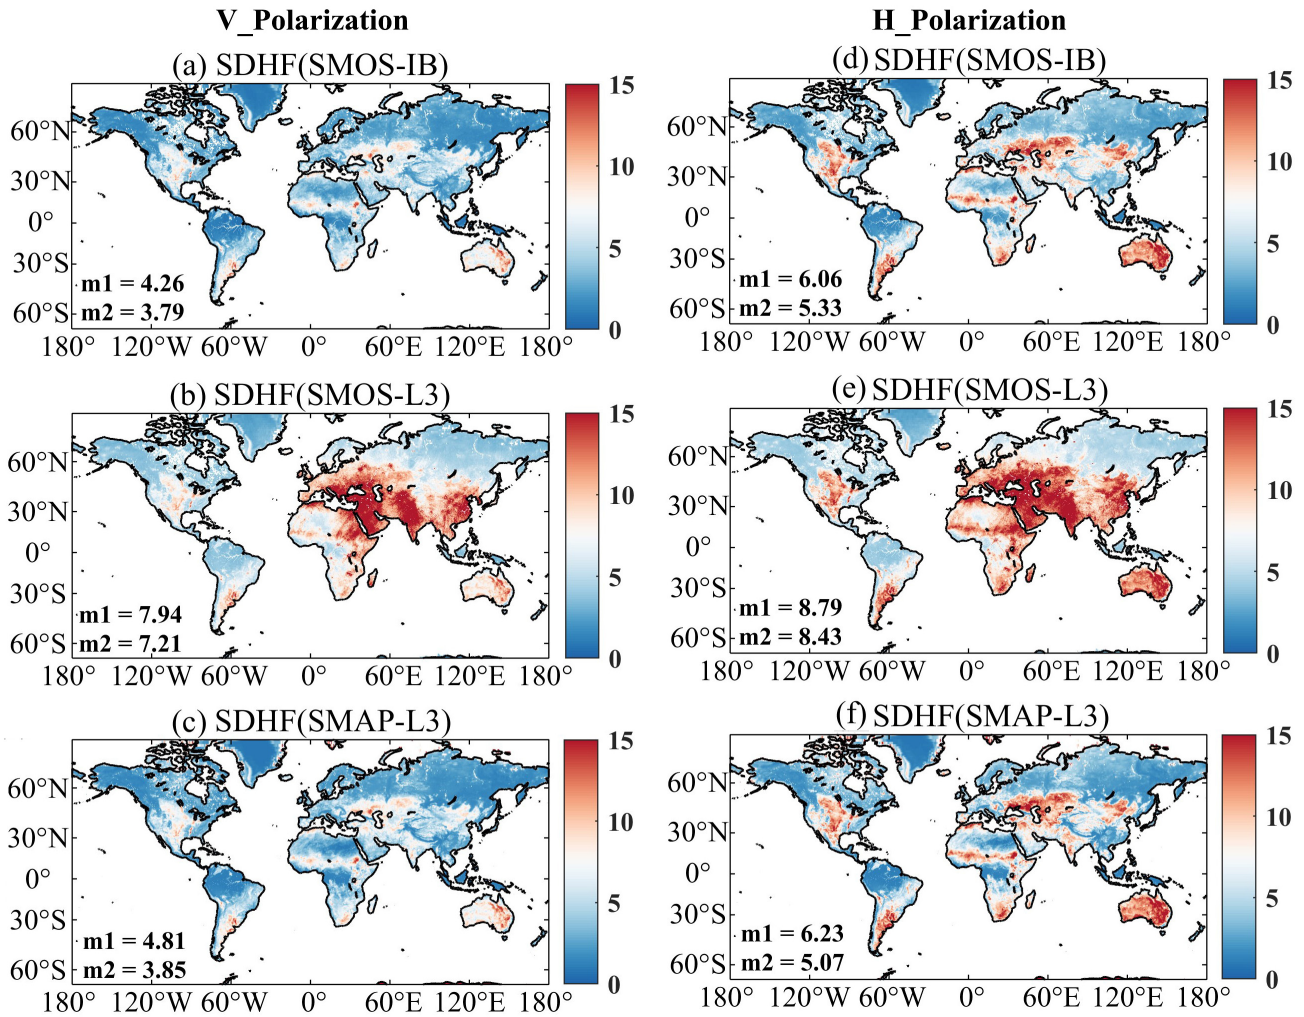 V_Polarization
H_Polarization
(a) SDHF(SMOS-IB)
60°N
30°N
0°
30°S
60°S
m1 = 4.26
m2 = 3.79
180° 120°W 60°W 0° 60°E 120°E 180°
15
10
5
0
(d) SDHF(SMOS-IB)
60°N
30°N
0°
30°S
60°S
m1 = 6.06
m2 = 5.33
180° 120°W 60°W 0° 60°E 120°E 180°
15
10
5
0
(b) SDHF(SMOS-L3)
60°N
30°N
0°
30°S
60°S
m1 = 7.94
m2 = 7.21
180° 120°W 60°W 0° 60°E 120°E 180°
15
10
5
0
(e) SDHF(SMOS-L3)
60°N
30°N
0°
30°S
60°S
m1 = 8.79
m2 = 8.43
180° 120°W 60°W 0° 60°E 120°E 180°
15
10
5
0
(c) SDHF(SMAP-L3)
60°N
30°N
0°
30°S
60°S
m1 = 4.81
m2 = 3.85
180° 120°W 60°W 0° 60°E 120°E 180°
15
10
5
0
(f) SDHF(SMAP-L3)
60°N
30°N
0°
30°S
60°S
m1 = 6.23
m2 = 5.07
180° 120°W 60°W 0° 60°E 120°E 180°
15
10
5
0